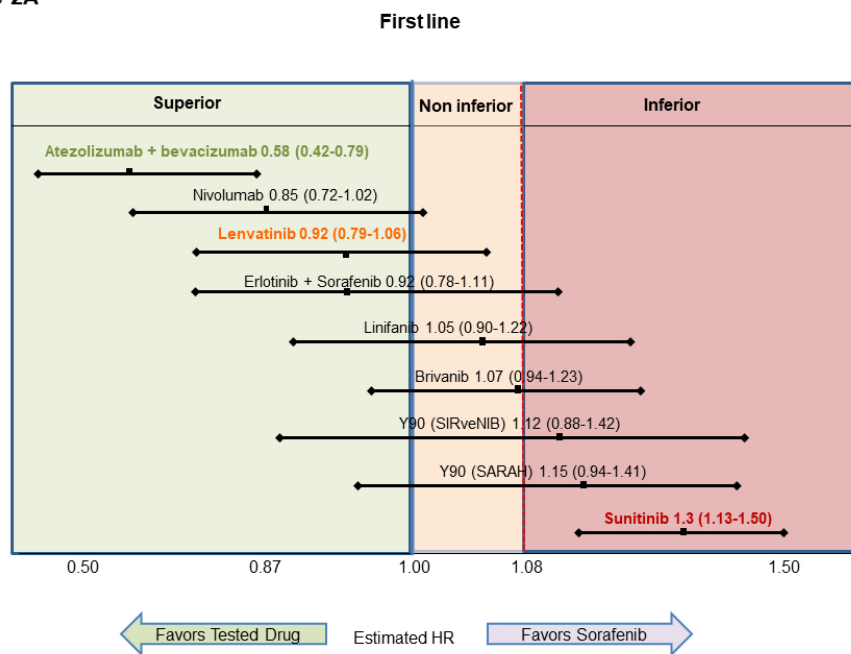 First line
Superior
Non inferior
Inferior
Atezolizumab + bevacizumab 0.58 (0.42-0.79)
Nivolumab 0.85 (0.72-1.02)
Lenvatinib 0.92 (0.79-1.06)
Erlotinib + Sorafenib 0.92 (0.78-1.11)
Linifanib 1.05 (0.90-1.22)
Brivanib 1.07 (0.94-1.23)
Y90 (SIRveNIB) 1.12 (0.88-1.42)
Y90 (SARAH) 1.15 (0.94-1.41)
Sunitinib 1.3 (1.13-1.50)
0.50
0.87
1.00
1.08
1.50
Favors Tested Drug
Estimated HR
Favors Sorafenib